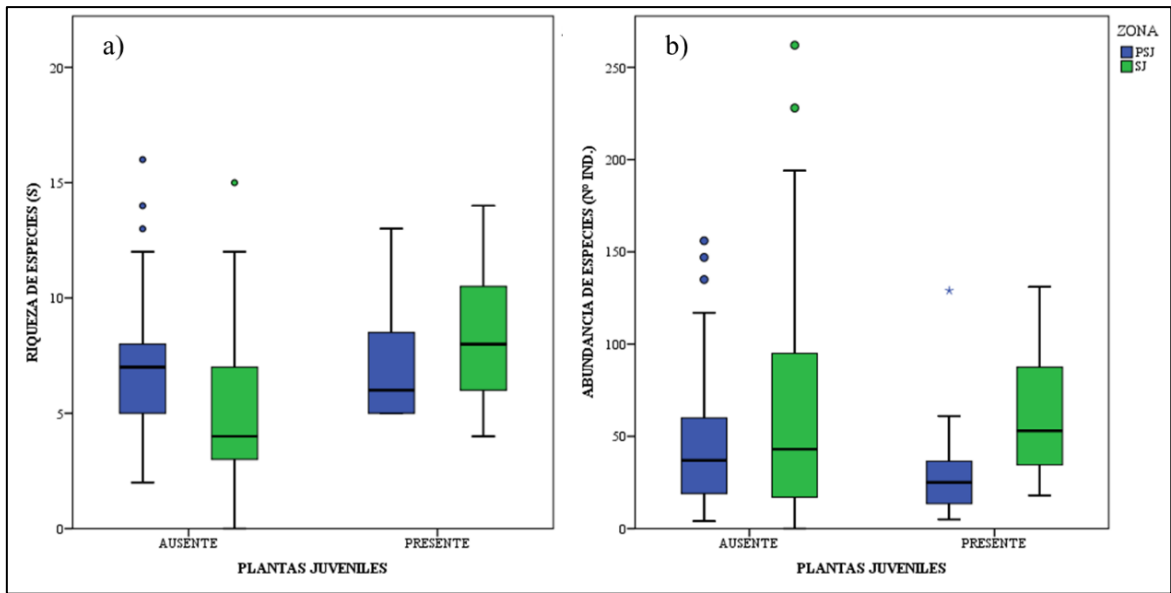 a)
RIQUEZA DE ESPECIES (S)
20
15
10
5
0
AUSENTE
PRESENTE
PLANTAS JUVENILES
b)
ABUNDANCIA DE ESPECIES (Nº IND.)
250
200
150
100
50
0
AUSENTE
PRESENTE
PLANTAS JUVENILES
ZONA
PSJ
SJ